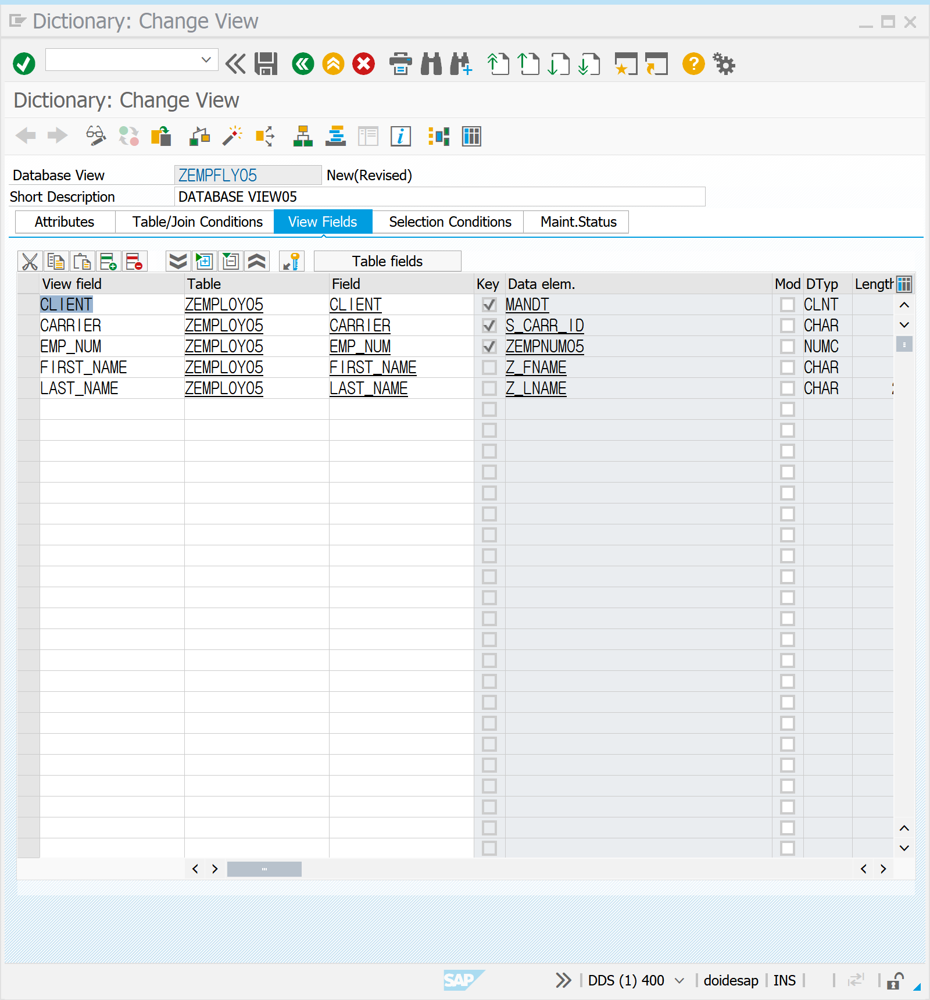 Dictionary: Change View
Dictionary: Change View
Database View ZEMPFLY05 New(Revised)
Short Description DATABASE VIEW05
Attributes Table/Join Conditions View Fields Selection Conditions Maint.Status
Table fields
View field Table Field Key Data elem. Mod DTyp Length
CLIENT ZEMPLOY05 CLIENT MANDT CLNT
CARRIER ZEMPLOY05 CARRIER S_CARR_ID CHAR
EMP_NUM ZEMPLOY05 EMP_NUM ZEMPNUM05 NUMC
FIRST_NAME ZEMPLOY05 FIRST_NAME Z_FNAME CHAR
LAST_NAME ZEMPLOY05 LAST_NAME Z_LNAME CHAR
SAP DDS (1) 400 doidesap INS